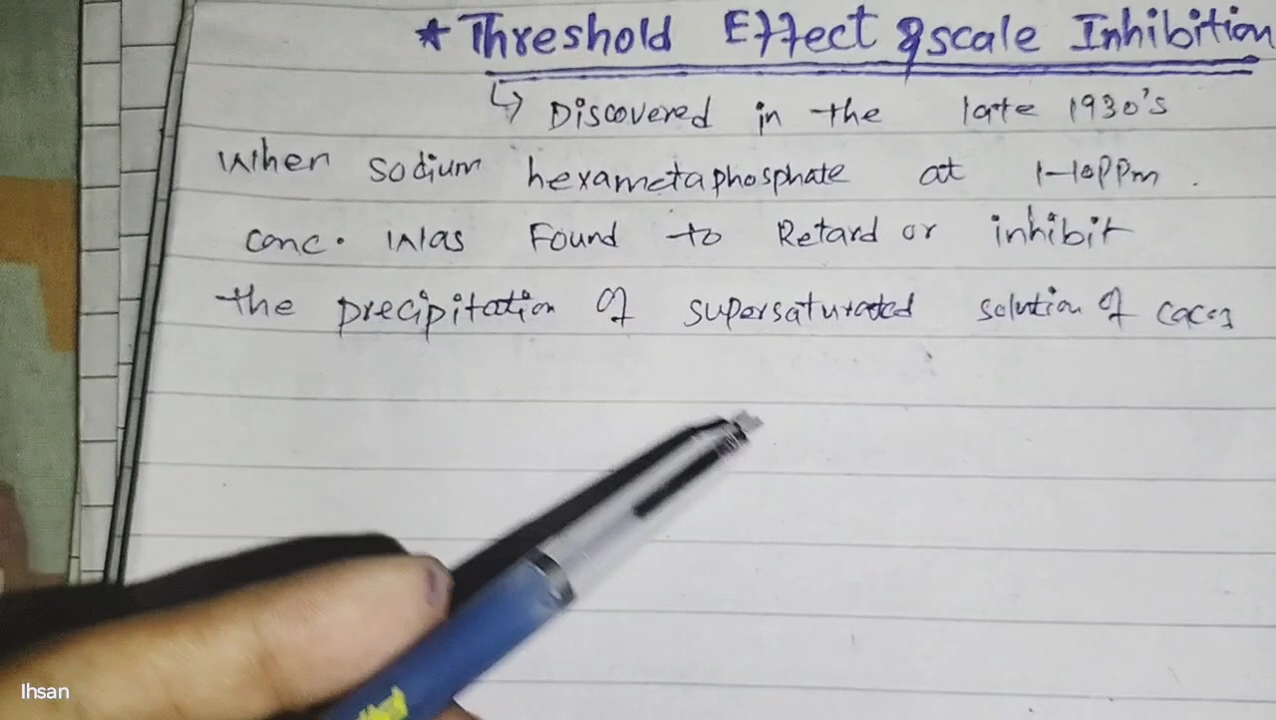 * Threshold Effect & scale Inhibition
↳ Discovered in the late 1930's
When sodium hexametaphosphate at 1-10PPm .
conc. Was Found to Retard or inhibit
the precipitation of supersaturated solution of CaCO3
Ihsan